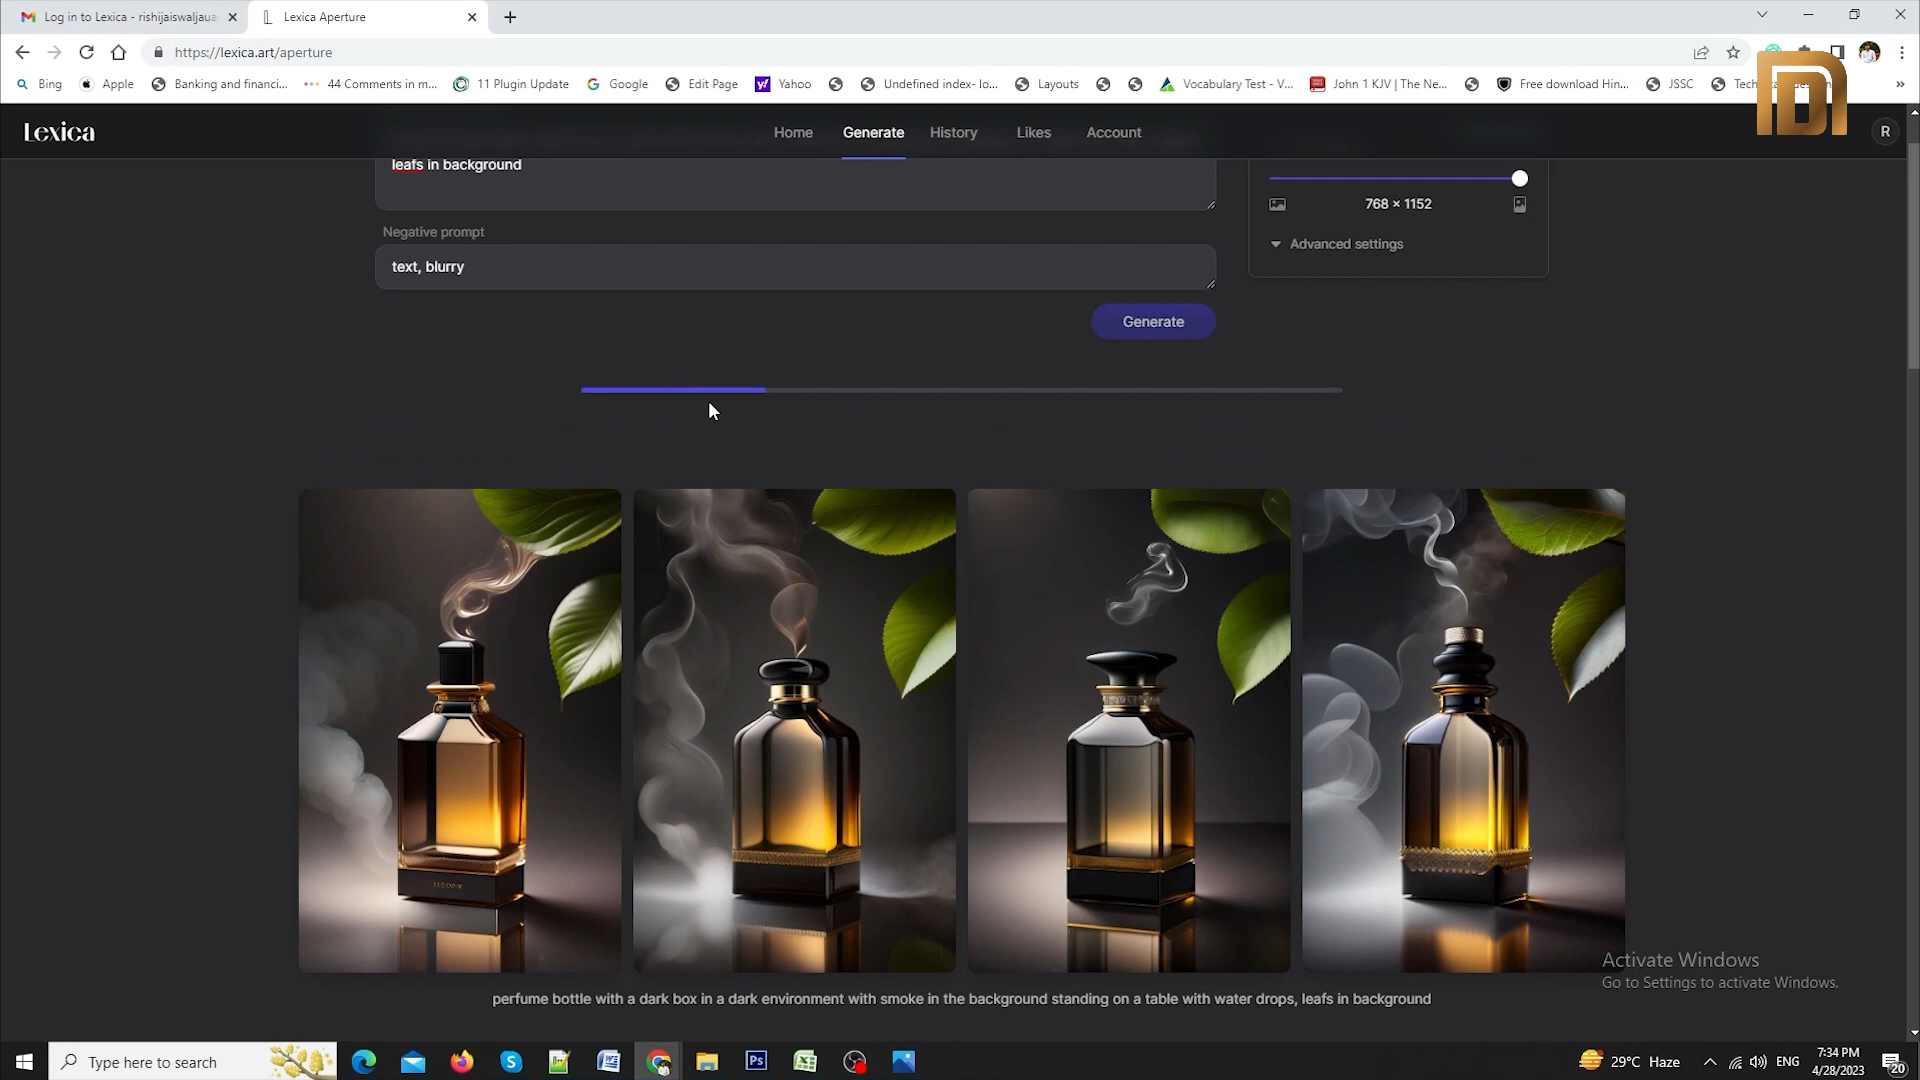 Log in to Lexica - rishijaiswaljaua
Lexica Aperture
https://lexica.art/aperture
Bing
Apple
Banking and financi...
44 Comments in m...
11 Plugin Update
Google
Edit Page
Yahoo
Undefined index- lo...
Layouts
Vocabulary Test - V...
John 1 KJV | The Ne...
Free download Hin...
JSSC
Lexica
Home
Generate
History
Likes
Account
R
leafs in background
768 × 1152
Advanced settings
Negative prompt
text, blurry
Generate
perfume bottle with a dark box in a dark environment with smoke in the background standing on a table with water drops, leafs in background
Activate Windows
Go to Settings to activate Windows.
Type here to search
29°C Haze
ENG
7:34 PM
4/28/2023
20